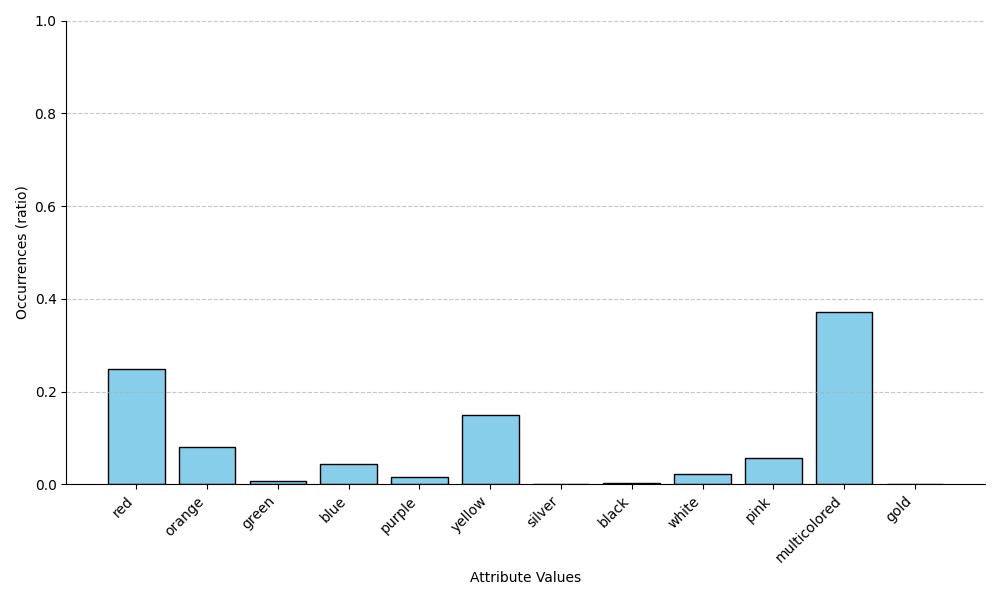 1.0
0.8
0.6
0.4
0.2
0.0
Occurrences (ratio)
red
orange
green
blue
purple
yellow
silver
black
white
pink
multicolored
gold
Attribute Values